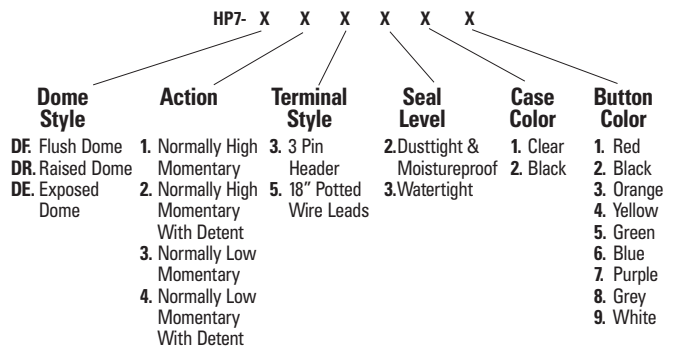 HP7- X X X X X X
Dome
Style
DF. Flush Dome
DR. Raised Dome
DE. Exposed
Dome
Action
1. Normally High
Momentary
2. Normally High
Momentary
With Detent
3. Normally Low
Momentary
4. Normally Low
Momentary
With Detent
Terminal
Style
3. 3 Pin
Header
5. 18" Potted
Wire Leads
Seal
Level
2.Dusttight &
Moistureproof
3.Watertight
Case
Color
1. Clear
2. Black
Button
Color
1. Red
2. Black
3. Orange
4. Yellow
5. Green
6. Blue
7. Purple
8. Grey
9. White